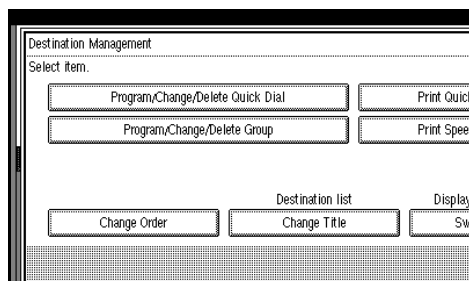 Destination Management
Select item.
Program/Change/Delete Quick Dial Print Quick
Program/Change/Delete Group Print Spee
Destination list Display
Change Order Change Title Sw